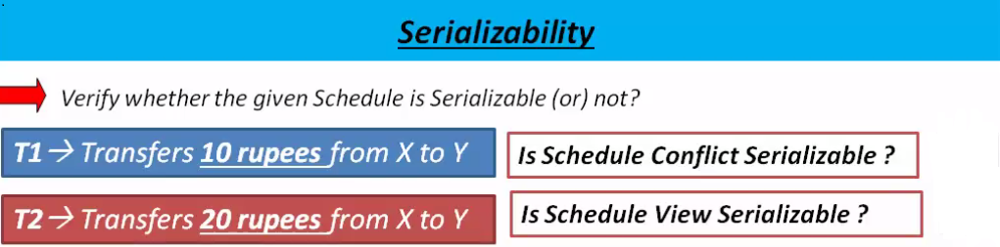 Serializability
Verify whether the given Schedule is Serializable (or) not?
T1→ Transfers 10 rupees from X to Y
Is Schedule Conflict Serializable ?
T2→ Transfers 20 rupees from X to Y
Is Schedule View Serializable ?